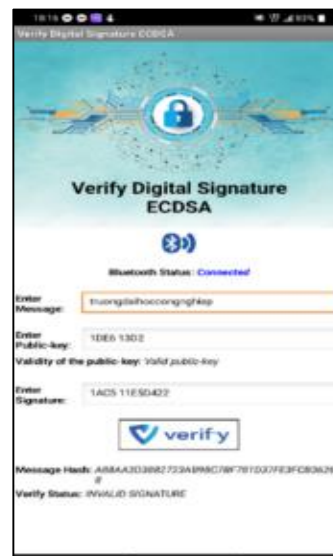 18:16
Verify Digital Signature ECDSA
Verify Digital Signature
ECDSA
Bluetooth Status: Connected
Enter
Message:
truongdaihoccongnghiep
Enter
Public-key:
1DE6 13D2
Validity of the public-key: Valid public-key
Enter
Signature:
1AC5 11E5D422
verify
Message Hash:
Verify Status: INVALID SIGNATURE